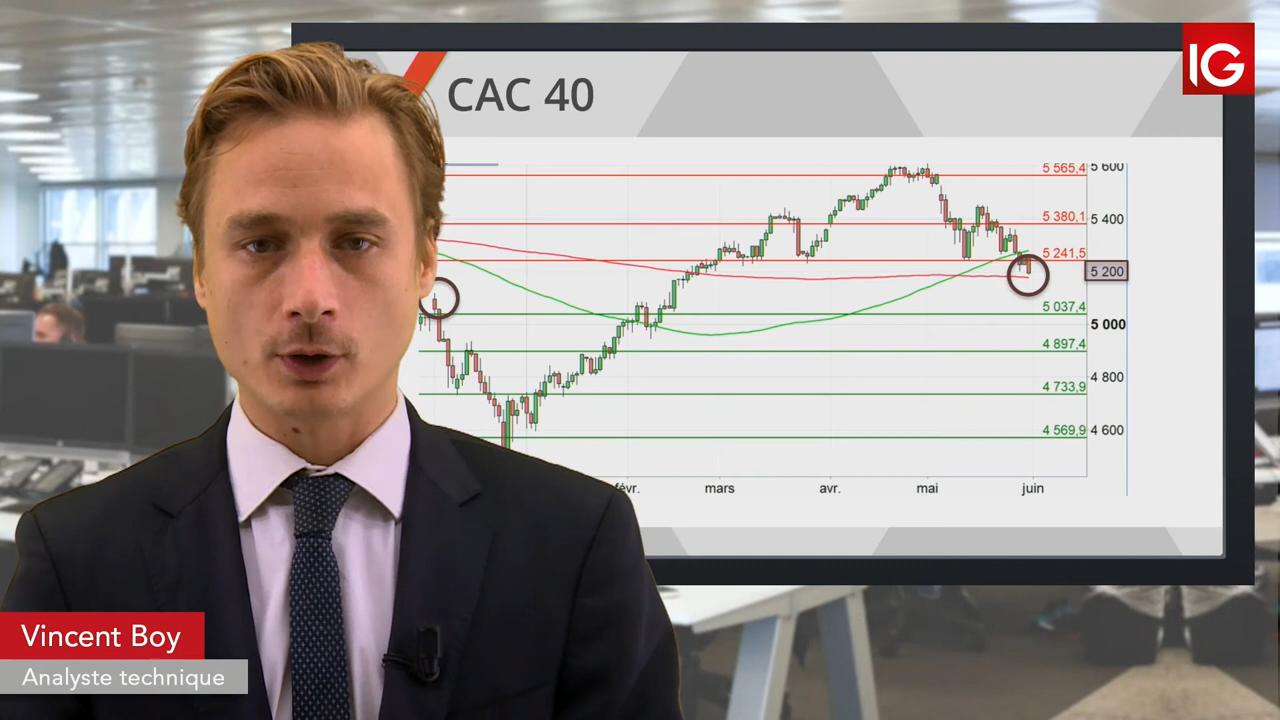 IG
CAC 40
5 600
5 565,4
5 400
5 380,1
5 241,5
5 200
5 037,4
5 000
4 897,4
4 800
4 733,9
4 600
4 569,9
févr.
mars
avr.
mai
juin
Vincent Boy
Analyste technique